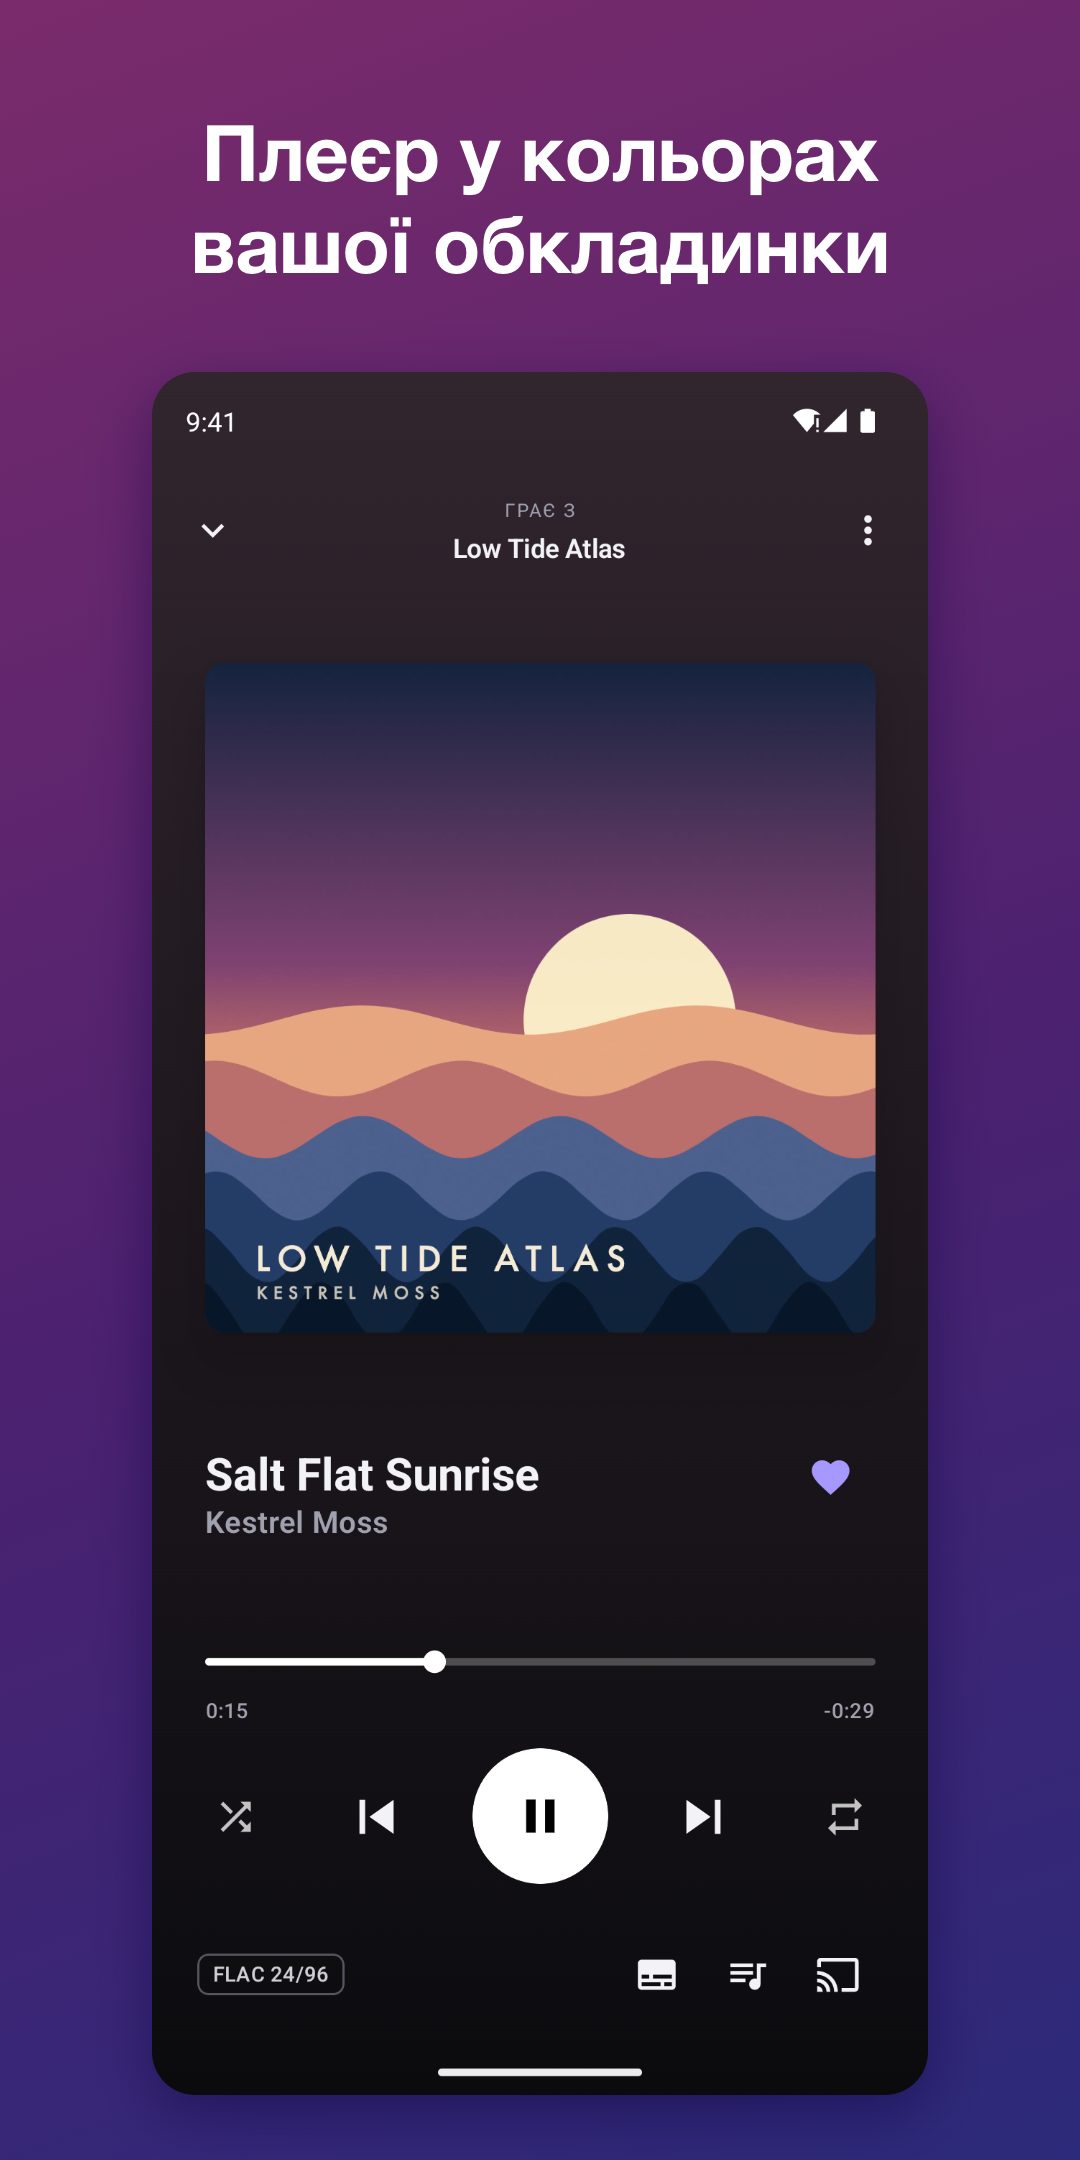 Плеєр у кольорах
вашої обкладинки
9:41
ГРАЄ З
Low Tide Atlas
LOW TIDE ATLAS
KESTREL MOSS
Salt Flat Sunrise
Kestrel Moss
0:15
-0:29
FLAC 24/96